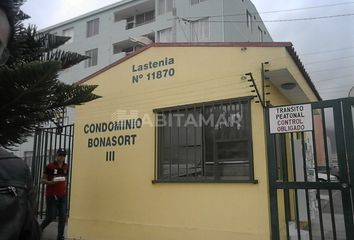 Lastenia
Nº 11870
HABITAMAR
CONDOMINIO
BONASORT
III
TRANSITO
PEATONAL
CONTROL
OBLIGADO